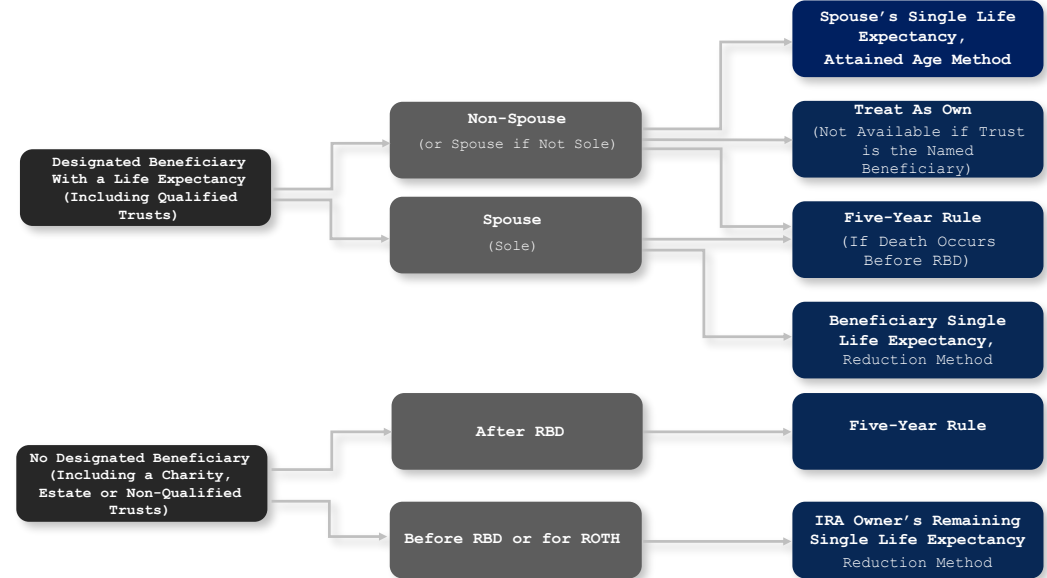 Designated Beneficiary
With a Life Expectancy
(Including Qualified
Trusts)
Non-Spouse
(or Spouse if Not Sole)
Spouse
(Sole)
Spouse's Single Life
Expectancy,
Attained Age Method
Treat As Own
(Not Available if Trust
is the Named
Beneficiary)
Five-Year Rule
(If Death Occurs
Before RBD)
Beneficiary Single
Life Expectancy,
Reduction Method
No Designated Beneficiary
(Including a Charity,
Estate or Non-Qualified
Trusts)
After RBD
Before RBD or for ROTH
Five-Year Rule
IRA Owner's Remaining
Single Life Expectancy
Reduction Method